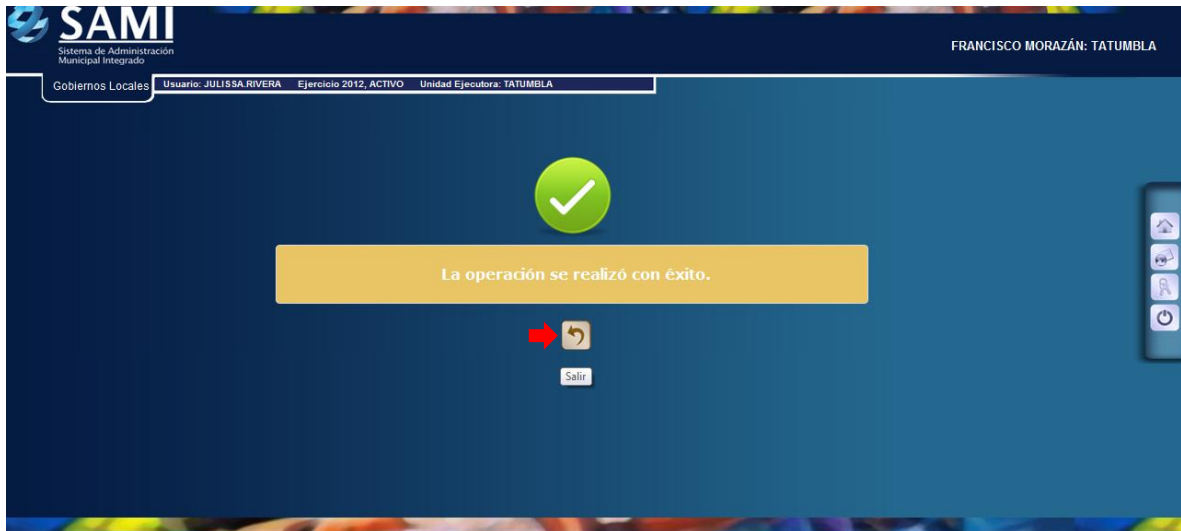 SAMI
Sistema de Administración
Municipal Integrado
FRANCISCO MORAZÁN: TATUMBLA
Gobiernos Locales
Usuario: JULISSA.RIVERA Ejercicio 2012, ACTIVO Unidad Ejecutora: TATUMBLA
La operación se realizó con éxito.
Salir